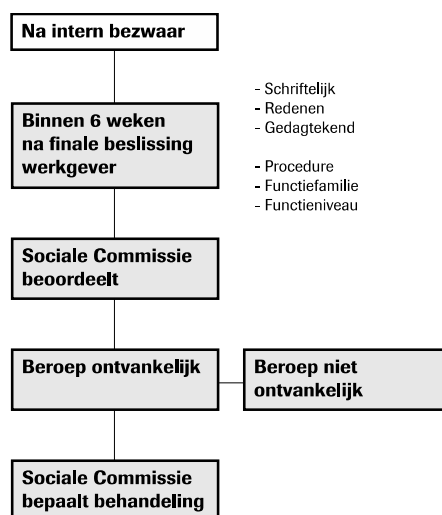 Na intern bezwaar
Binnen 6 weken
na finale beslissing
werkgever
- Schriftelijk
- Redenen
- Gedagtekend
- Procedure
- Functiefamilie
- Functieniveau
Sociale Commissie
beoordeelt
Beroep ontvankelijk
Beroep niet
ontvankelijk
Sociale Commissie
bepaalt behandeling